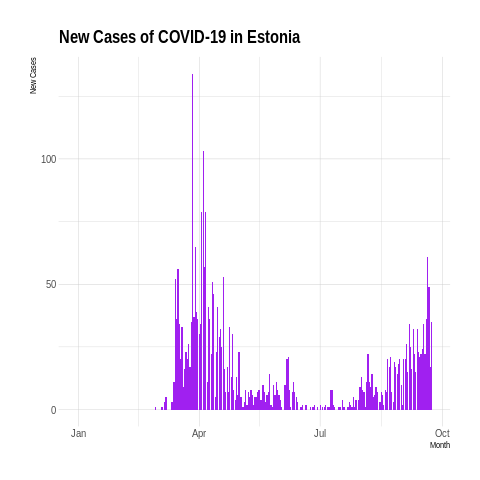 New Cases of COVID-19 in Estonia
New Cases
100
50
0
Jan Apr Jul Oct
Month